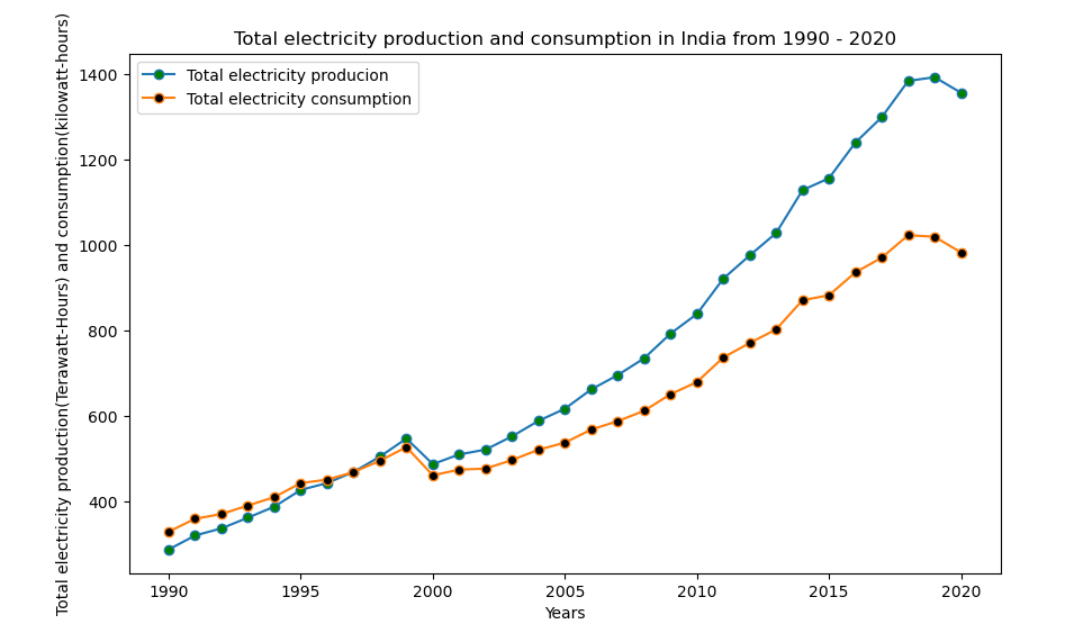 Total electricity production and consumption in India from 1990 - 2020
Total electricity producion
Total electricity consumption
Total electricity production(Terawatt-Hours) and consumption(kilowatt-hours)
1400
1200
1000
800
600
400
1990 1995 2000 2005 2010 2015 2020
Years